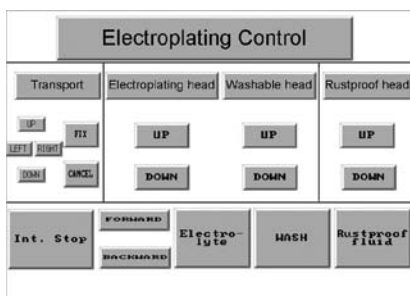 Electroplating Control
Transport
Electroplating head
Washable head
Rustproof head
UP
FIX
LEFT
RIGHT
DOWN
CANCEL
UP
DOWN
UP
DOWN
UP
DOWN
Int. Stop
FORWARD
BACKWARD
Electro-
lyte
WASH
Rustproof
fluid